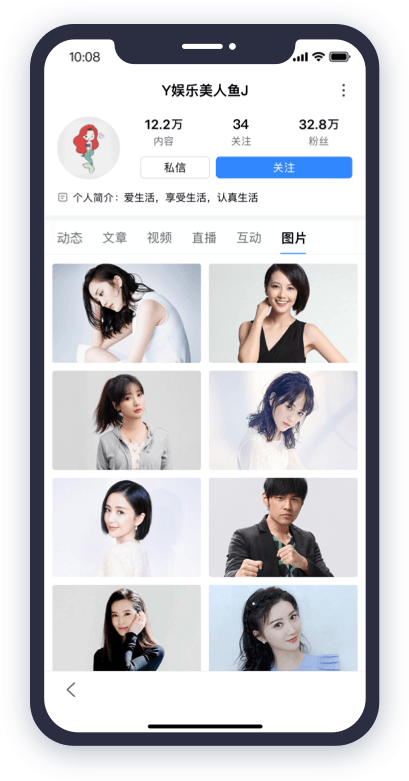 10:08
Y娱乐美人鱼J
12.2万 34 32.8万
内容 关注 粉丝
私信 关注
个人简介：爱生活，享受生活，认真生活
动态 文章 视频 直播 互动 图片